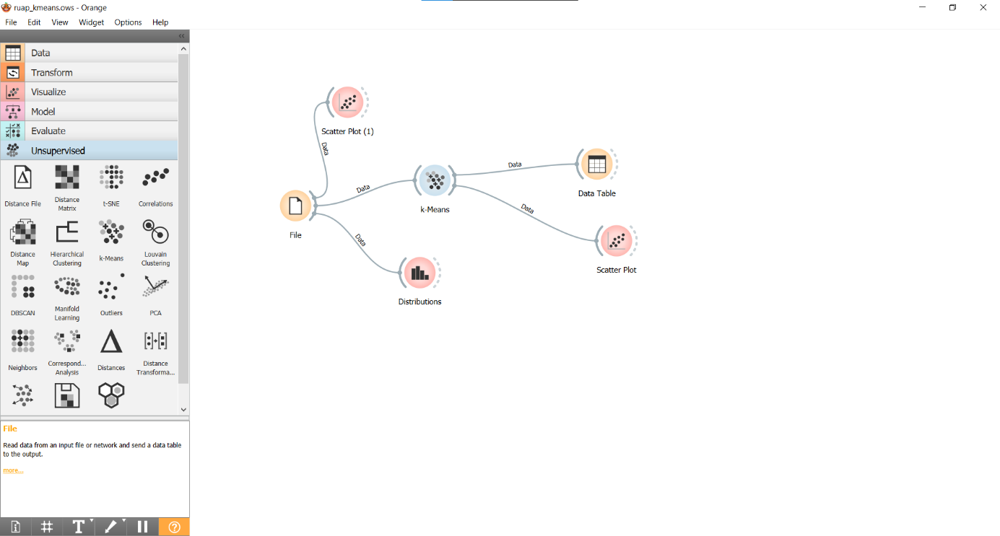 ruap_kmeans.ows - Orange
File Edit View Widget Options Help
Data
Transform
Visualize
Model
Evaluate
Unsupervised
Distance File
Distance
Matrix
t-SNE
Correlations
Distance
Map
Hierarchical
Clustering
k-Means
Louvain
Clustering
DBSCAN
Manifold
Learning
Outliers
PCA
Neighbors
Correspond...
Analysis
Distances
Distance
Transforma...
File
Read data from an input file or network and send a data table
to the output.
more...
Scatter Plot (1)
Data
Data
Data
File
k-Means
Distributions
Data
Data
Data Table
Scatter Plot